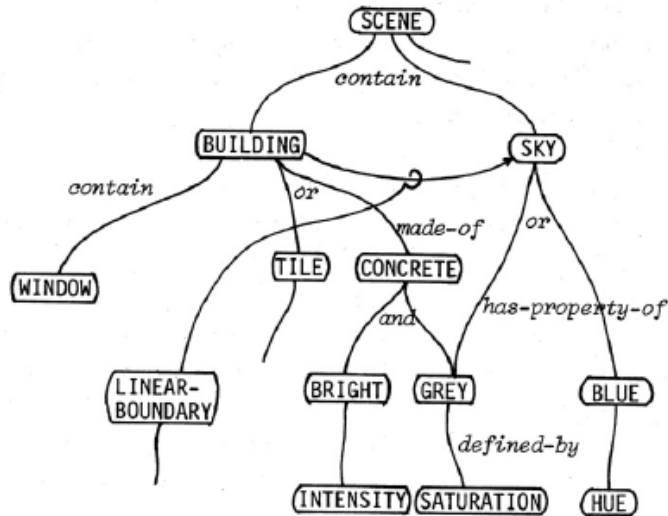 SCENE
contain
BUILDING
SKY
contain
or
or
made-of
WINDOW
TILE
CONCRETE
and
has-property-of
LINEAR-
BOUNDARY
BRIGHT
GREY
BLUE
defined-by
INTENSITY
SATURATION
HUE